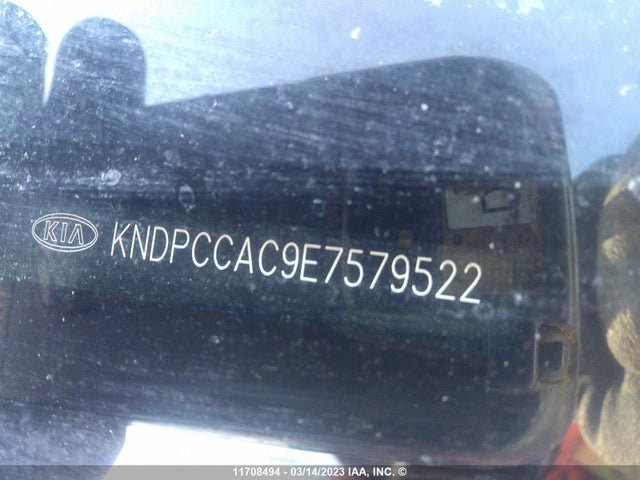 KIA KNDPCCAC9E7579522
11708494 - 03/14/2023 IAA, INC. ©